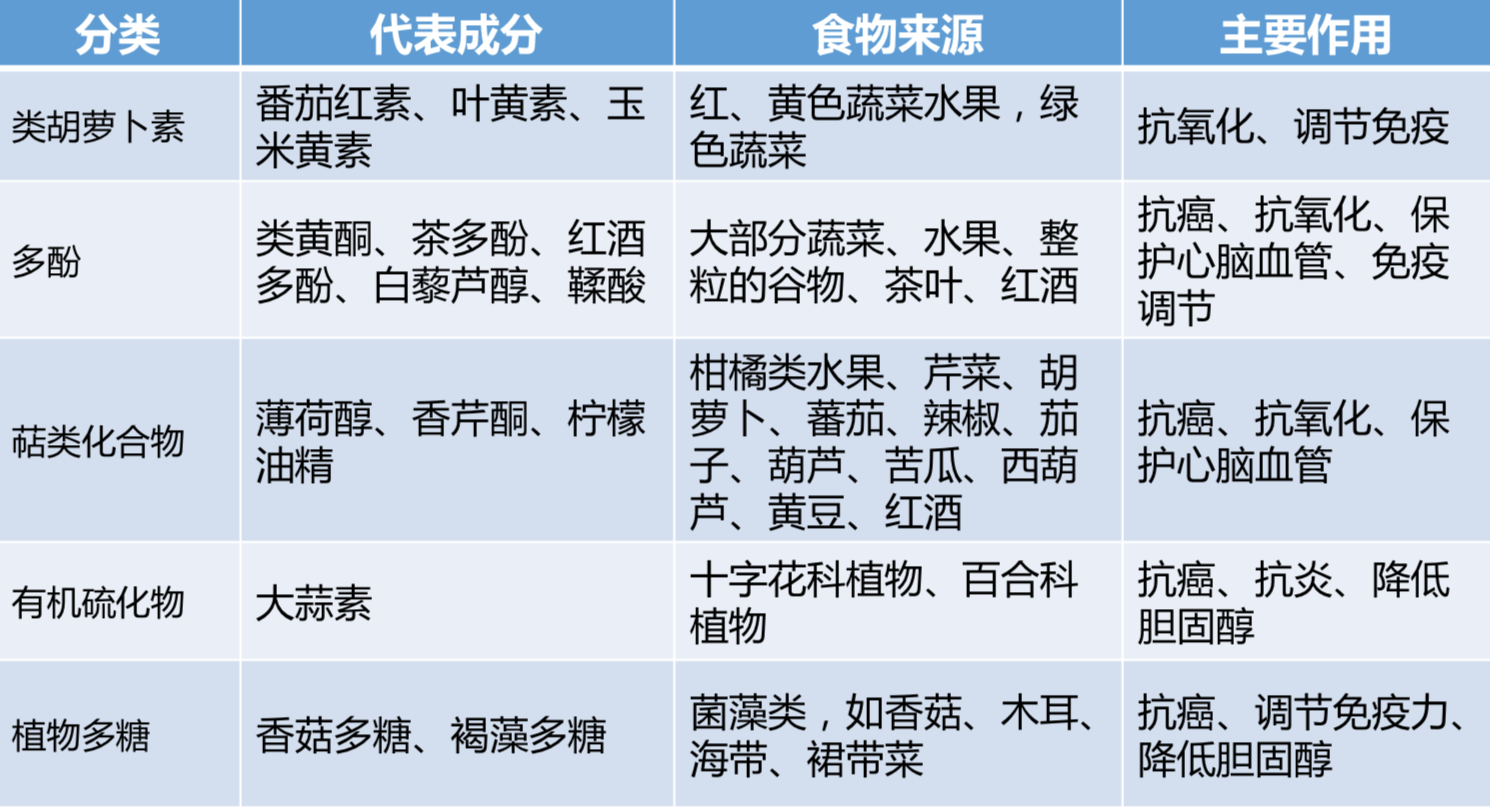 分类
代表成分
食物来源
主要作用
类胡萝卜素
番茄红素、叶黄素、玉
米黄素
红、黄色蔬菜水果，绿
色蔬菜
抗氧化、调节免疫
多酚
类黄酮、茶多酚、红酒
多酚、白藜芦醇、鞣酸
大部分蔬菜、水果、整
粒的谷物、茶叶、红酒
抗癌、抗氧化、保
护心脑血管、免疫
调节
萜类化合物
薄荷醇、香芹酮、柠檬
油精
柑橘类水果、芹菜、胡
萝卜、蕃茄、辣椒、茄
子、葫芦、苦瓜、西葫
芦、黄豆、红酒
抗癌、抗氧化、保
护心脑血管
有机硫化物
大蒜素
十字花科植物、百合科
植物
抗癌、抗炎、降低
胆固醇
植物多糖
香菇多糖、褐藻多糖
菌藻类，如香菇、木耳、
海带、裙带菜
抗癌、调节免疫力、
降低胆固醇